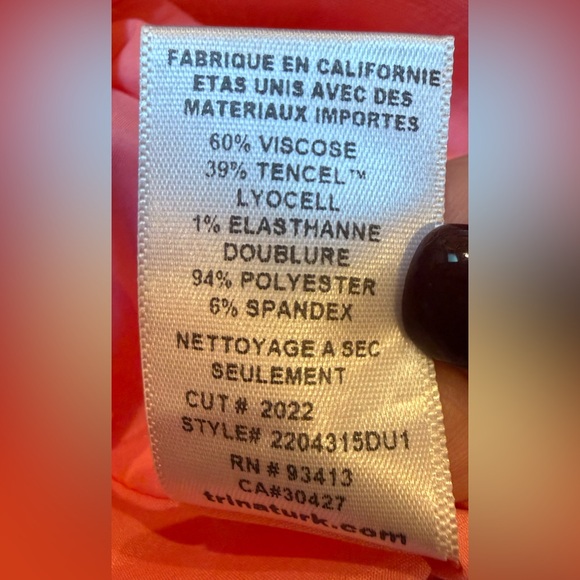 FABRIQUE EN CALIFORNIE
ETAS UNIS AVEC DES
MATERIAUX IMPORTES
60% VISCOSE
39% TENCEL™
LYOCELL
1% ELASTHANNE
DOUBLURE
94% POLYESTER
6% SPANDEX
NETTOYAGE A SEC
SEULEMENT
CUT# 2022
STYLE# 2204315DU1
RN # 93413
CA#30427
trinaturk.com